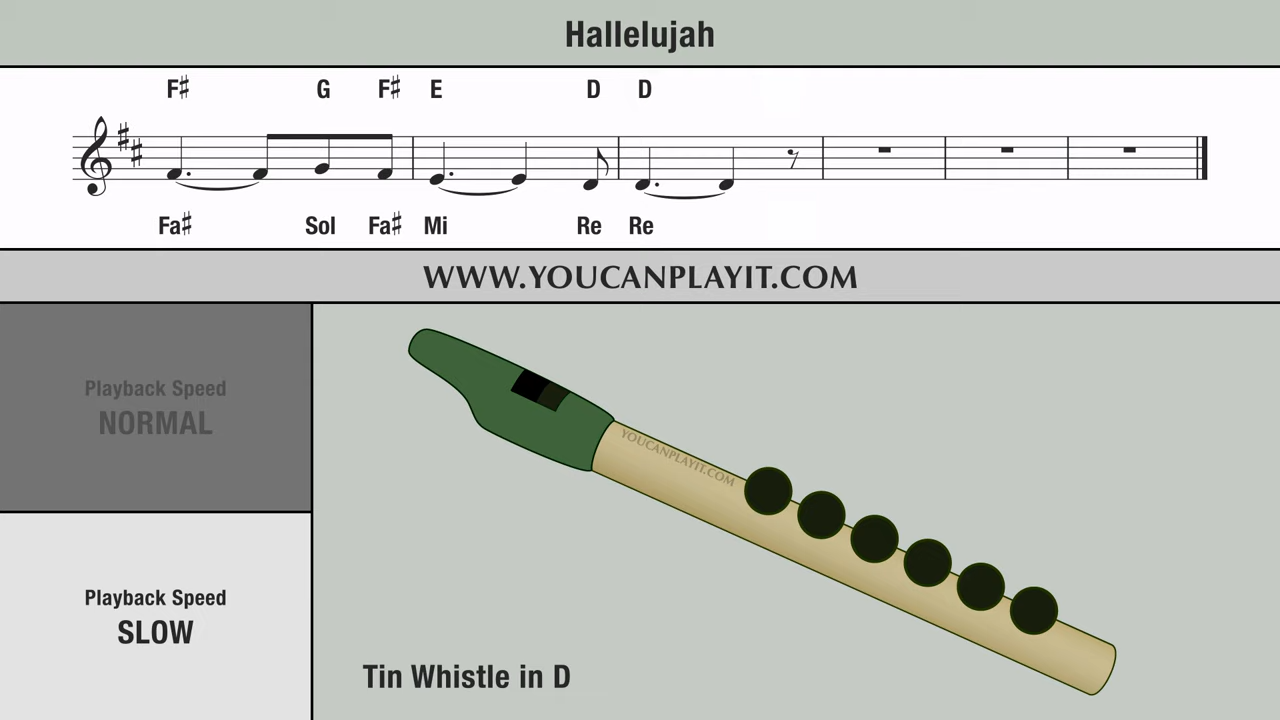 Hallelujah
F♯ G F♯ E D D
Fa♯ Sol Fa♯ Mi Re Re
WWW.YOUCANPLAYIT.COM
Playback Speed
NORMAL
YOUCANPLAYIT.COM
Playback Speed
SLOW
Tin Whistle in D